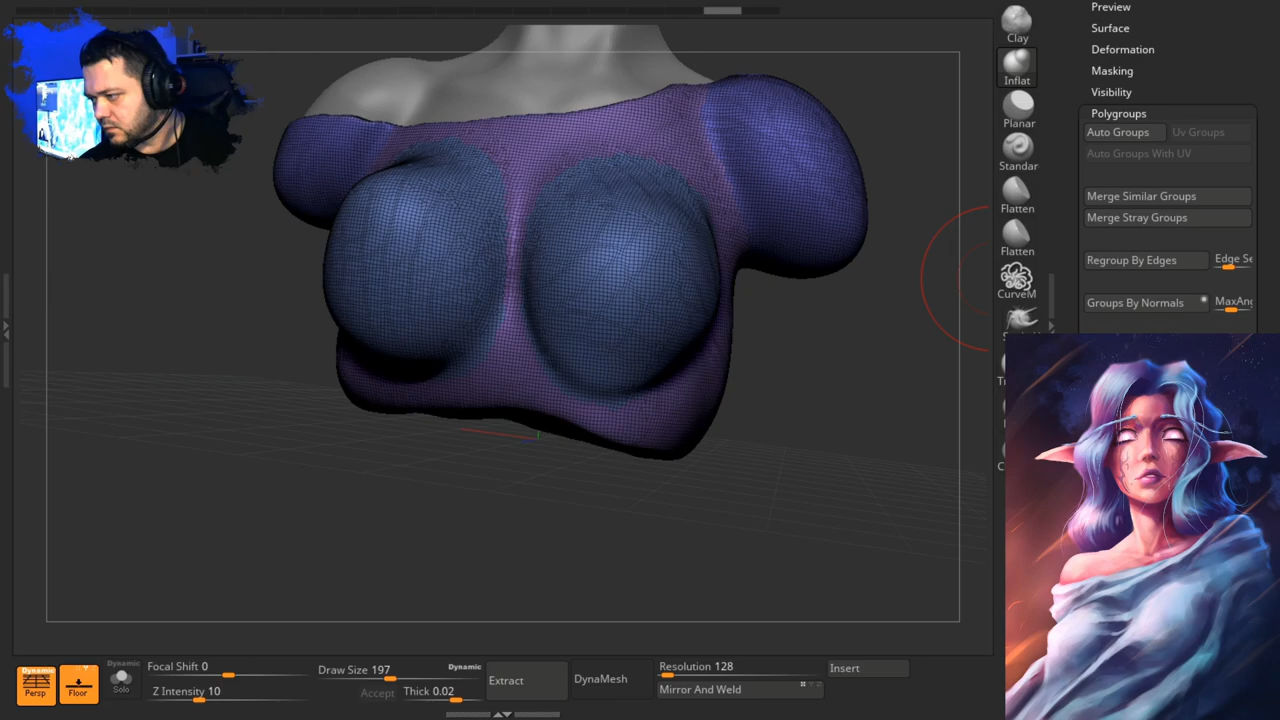 Preview
Surface
Deformation
Masking
Visibility
Polygroups
Auto Groups
Uv Groups
Auto Groups With UV
Merge Similar Groups
Merge Stray Groups
Regroup By Edges
Edge Se
Groups By Normals
MaxAng
Clay
Inflat
Planar
Standar
Flatten
Flatten
CurveM
Dynamic
Persp
Floor
Dynamic
Solo
Focal Shift 0
Z Intensity 10
Draw Size 197
Dynamic
Accept
Thick 0.02
Extract
DynaMesh
Resolution 128
Mirror And Weld
Insert